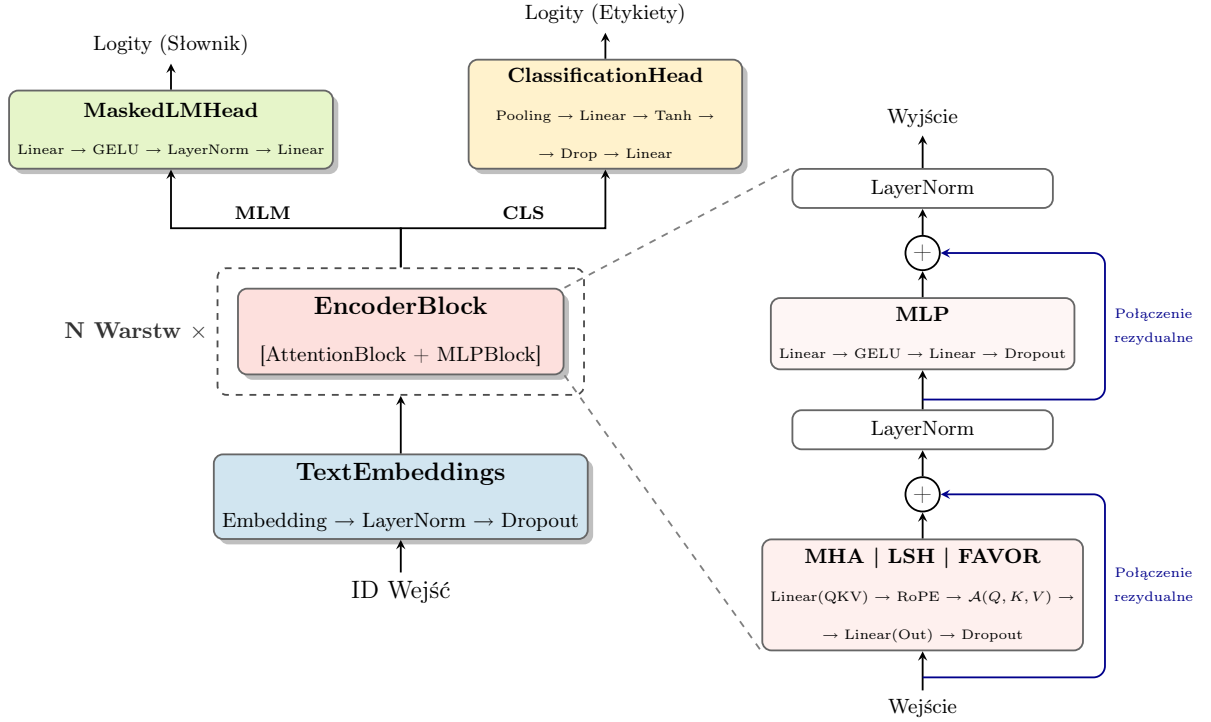 Logity (Słownik)
MaskedLMHead
Linear → GELU → LayerNorm → Linear
Logity (Etykiety)
ClassificationHead
Pooling → Linear → Tanh →
→ Drop → Linear
MLM
CLS
N Warstw ×
EncoderBlock
[AttentionBlock + MLPBlock]
TextEmbeddings
Embedding → LayerNorm → Dropout
ID Wejść
Wyjście
LayerNorm
+
MLP
Linear → GELU → Linear → Dropout
Połączenie
rezydualne
LayerNorm
+
MHA | LSH | FAVOR
Linear(QKV) → RoPE → 𝒜(Q, K, V) →
→ Linear(Out) → Dropout
Połączenie
rezydualne
Wejście